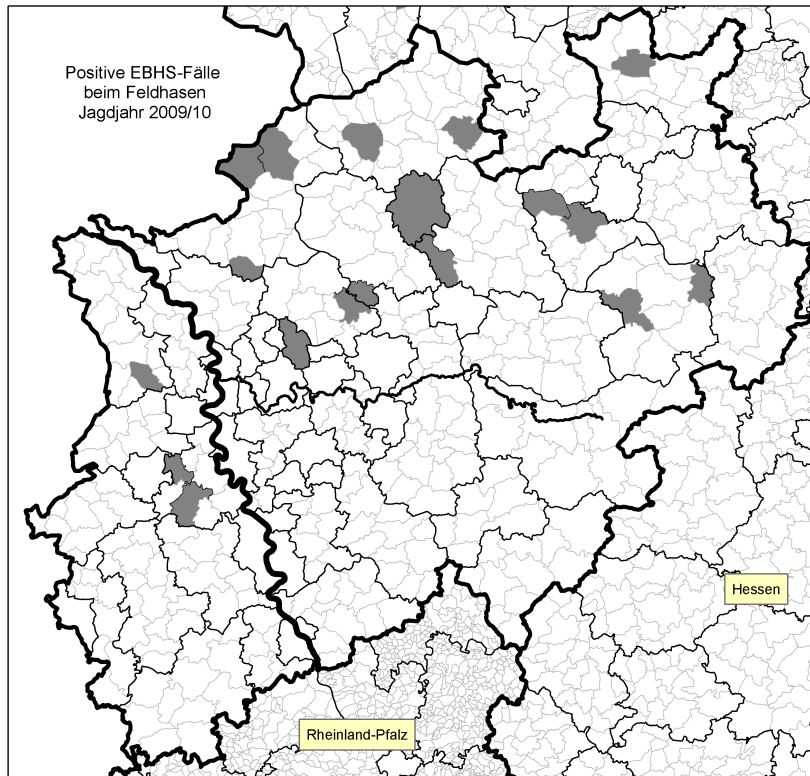 Positive EBHS-Fälle
beim Feldhasen
Jagdjahr 2009/10
Hessen
Rheinland-Pfalz